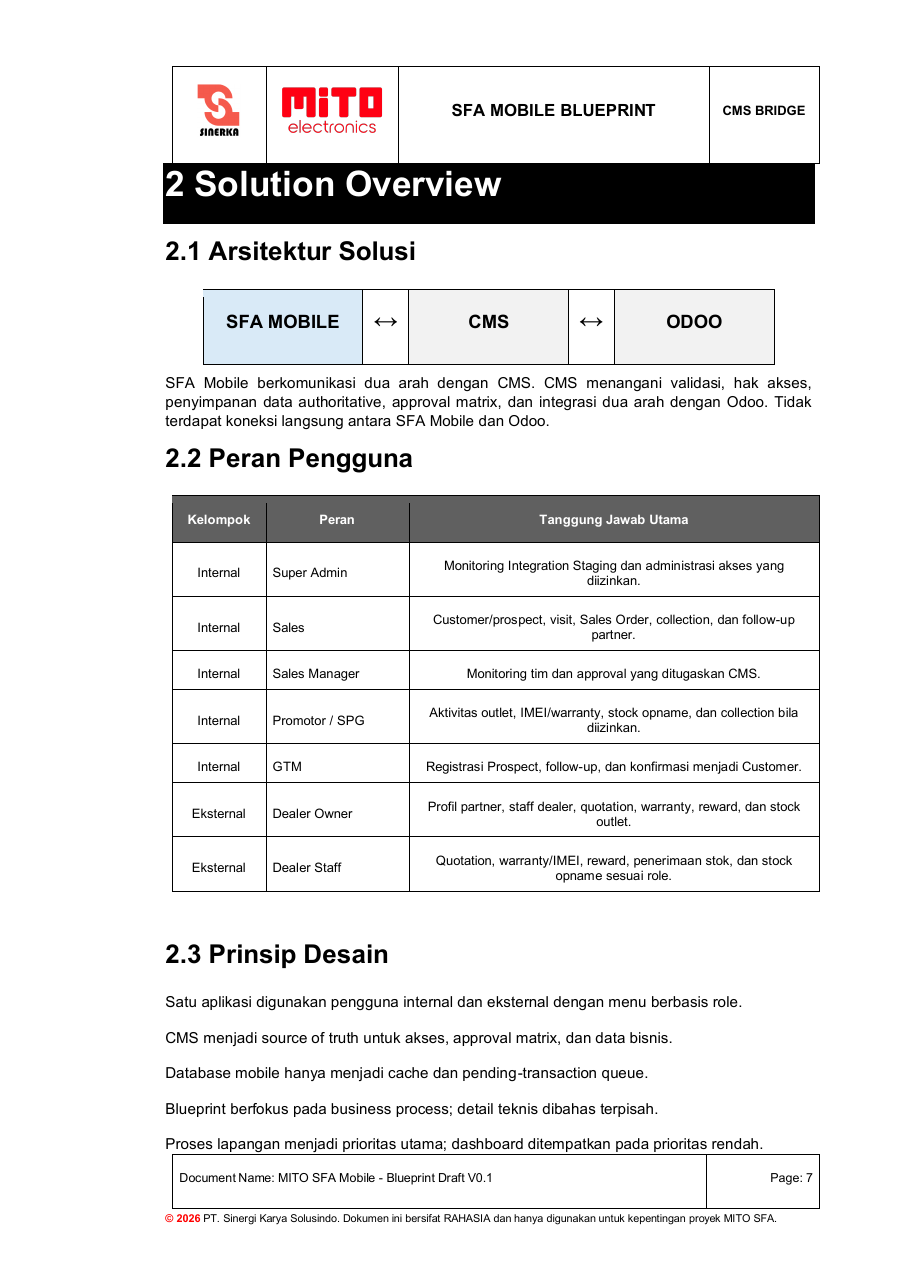 SINERKA
MiTO
electronics
SFA MOBILE BLUEPRINT
CMS BRIDGE
2 Solution Overview
2.1 Arsitektur Solusi
SFA MOBILE ↔ CMS ↔ ODOO
SFA Mobile berkomunikasi dua arah dengan CMS. CMS menangani validasi, hak akses,
penyimpanan data authoritative, approval matrix, dan integrasi dua arah dengan Odoo. Tidak
terdapat koneksi langsung antara SFA Mobile dan Odoo.
2.2 Peran Pengguna
Kelompok Peran Tanggung Jawab Utama
Internal Super Admin Monitoring Integration Staging dan administrasi akses yang
diizinkan.
Internal Sales Customer/prospect, visit, Sales Order, collection, dan follow-up
partner.
Internal Sales Manager Monitoring tim dan approval yang ditugaskan CMS.
Internal Promotor / SPG Aktivitas outlet, IMEI/warranty, stock opname, dan collection bila
diizinkan.
Internal GTM Registrasi Prospect, follow-up, dan konfirmasi menjadi Customer.
Eksternal Dealer Owner Profil partner, staff dealer, quotation, warranty, reward, dan stock
outlet.
Eksternal Dealer Staff Quotation, warranty/IMEI, reward, penerimaan stok, dan stock
opname sesuai role.
2.3 Prinsip Desain
Satu aplikasi digunakan pengguna internal dan eksternal dengan menu berbasis role.
CMS menjadi source of truth untuk akses, approval matrix, dan data bisnis.
Database mobile hanya menjadi cache dan pending-transaction queue.
Blueprint berfokus pada business process; detail teknis dibahas terpisah.
Proses lapangan menjadi prioritas utama; dashboard ditempatkan pada prioritas rendah.
Document Name: MITO SFA Mobile - Blueprint Draft V0.1 Page: 7
© 2026 PT. Sinergi Karya Solusindo. Dokumen ini bersifat RAHASIA dan hanya digunakan untuk kepentingan proyek MITO SFA.